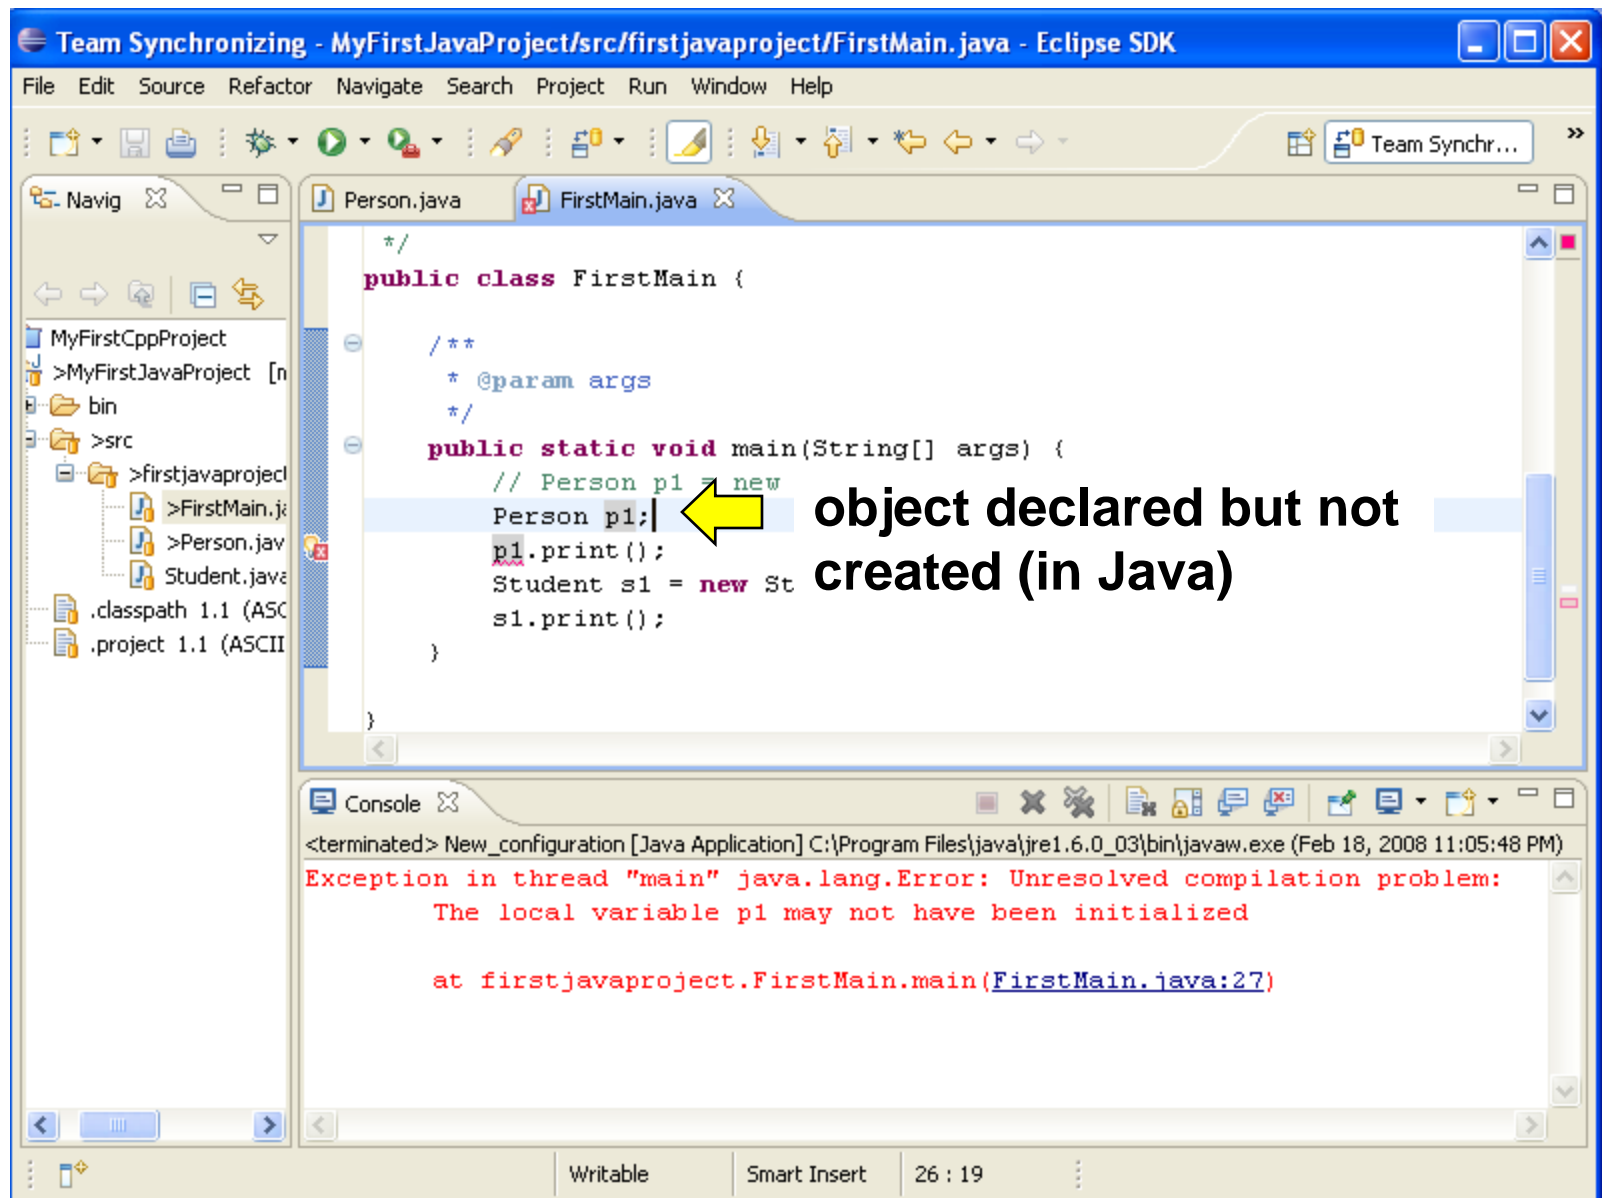 Team Synchronizing - MyFirstJavaProject/src/firstjavaproject/FirstMain.java - Eclipse SDK
File Edit Source Refactor Navigate Search Project Run Window Help
Team Synchr...
Navig
Person.java
FirstMain.java
MyFirstCppProject
>MyFirstJavaProject [n
bin
>src
>firstjavaproject
>FirstMain.ja
>Person.jav
Student.java
.classpath 1.1 (ASC
.project 1.1 (ASCII
*/
public class FirstMain {
/**
* @param args
*/
public static void main(String[] args) {
// Person p1 = new
Person p1;
p1.print();
Student s1 = new St
s1.print();
}
}
object declared but not
created (in Java)
Console
<terminated> New_configuration [Java Application] C:\Program Files\java\jre1.6.0_03\bin\javaw.exe (Feb 18, 2008 11:05:48 PM)
Exception in thread "main" java.lang.Error: Unresolved compilation problem:
The local variable p1 may not have been initialized
at firstjavaproject.FirstMain.main(FirstMain.java:27)
Writable Smart Insert 26 : 19